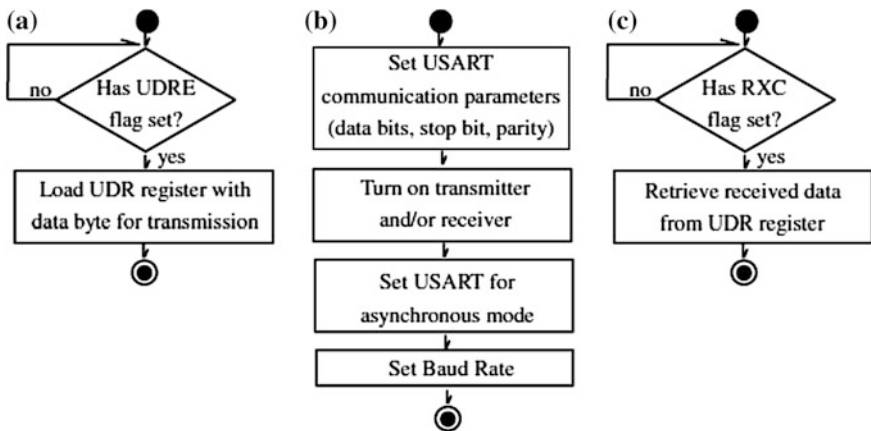 (a)
Has UDRE
flag set?
no
yes
Load UDR register with
data byte for transmission
(b)
Set USART
communication parameters
(data bits, stop bit, parity)
Turn on transmitter
and/or receiver
Set USART for
asynchronous mode
Set Baud Rate
(c)
Has RXC
flag set?
no
yes
Retrieve received data
from UDR register